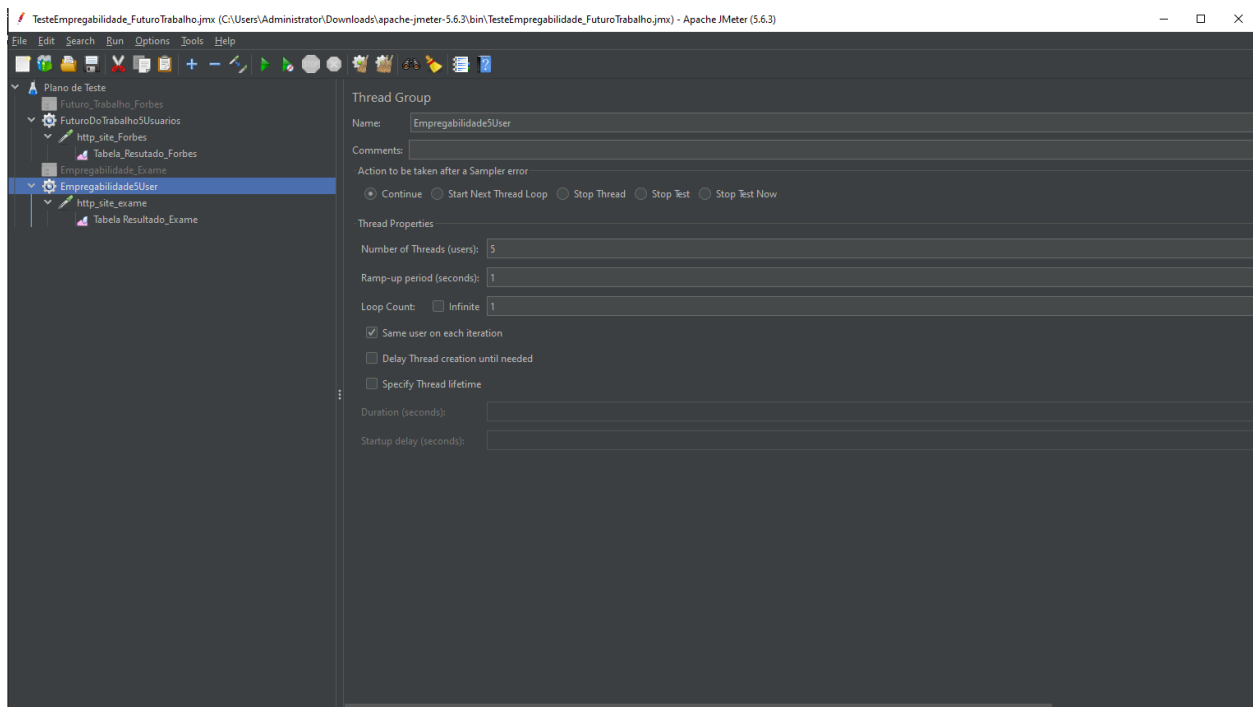 TesteEmpregabilidade_FuturoTrabalho.jmx (C:\Users\Administrator\Downloads\apache-jmeter-5.6.3\bin\TesteEmpregabilidade_FuturoTrabalho.jmx) - Apache JMeter (5.6.3)
File Edit Search Run Options Tools Help
Plano de Teste
Futuro_Trabalho_Forbes
FuturoDoTrabalho5Usuarios
http_site_Forbes
Tabela_Resutado_Forbes
Empregabilidade_Exame
Empregabilidade5User
http_site_exame
Tabela Resultado_Exame
Thread Group
Name: Empregabilidade5User
Comments:
Action to be taken after a Sampler error
Continue Start Next Thread Loop Stop Thread Stop Test Stop Test Now
Thread Properties
Number of Threads (users): 5
Ramp-up period (seconds): 1
Loop Count: Infinite 1
Same user on each iteration
Delay Thread creation until needed
Specify Thread lifetime
Duration (seconds):
Startup delay (seconds):